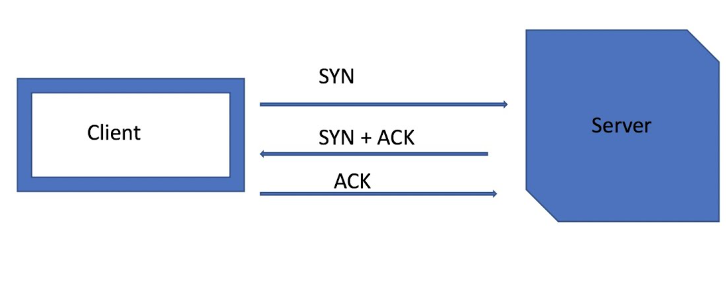 SYN
Client
SYN + ACK
Server
ACK